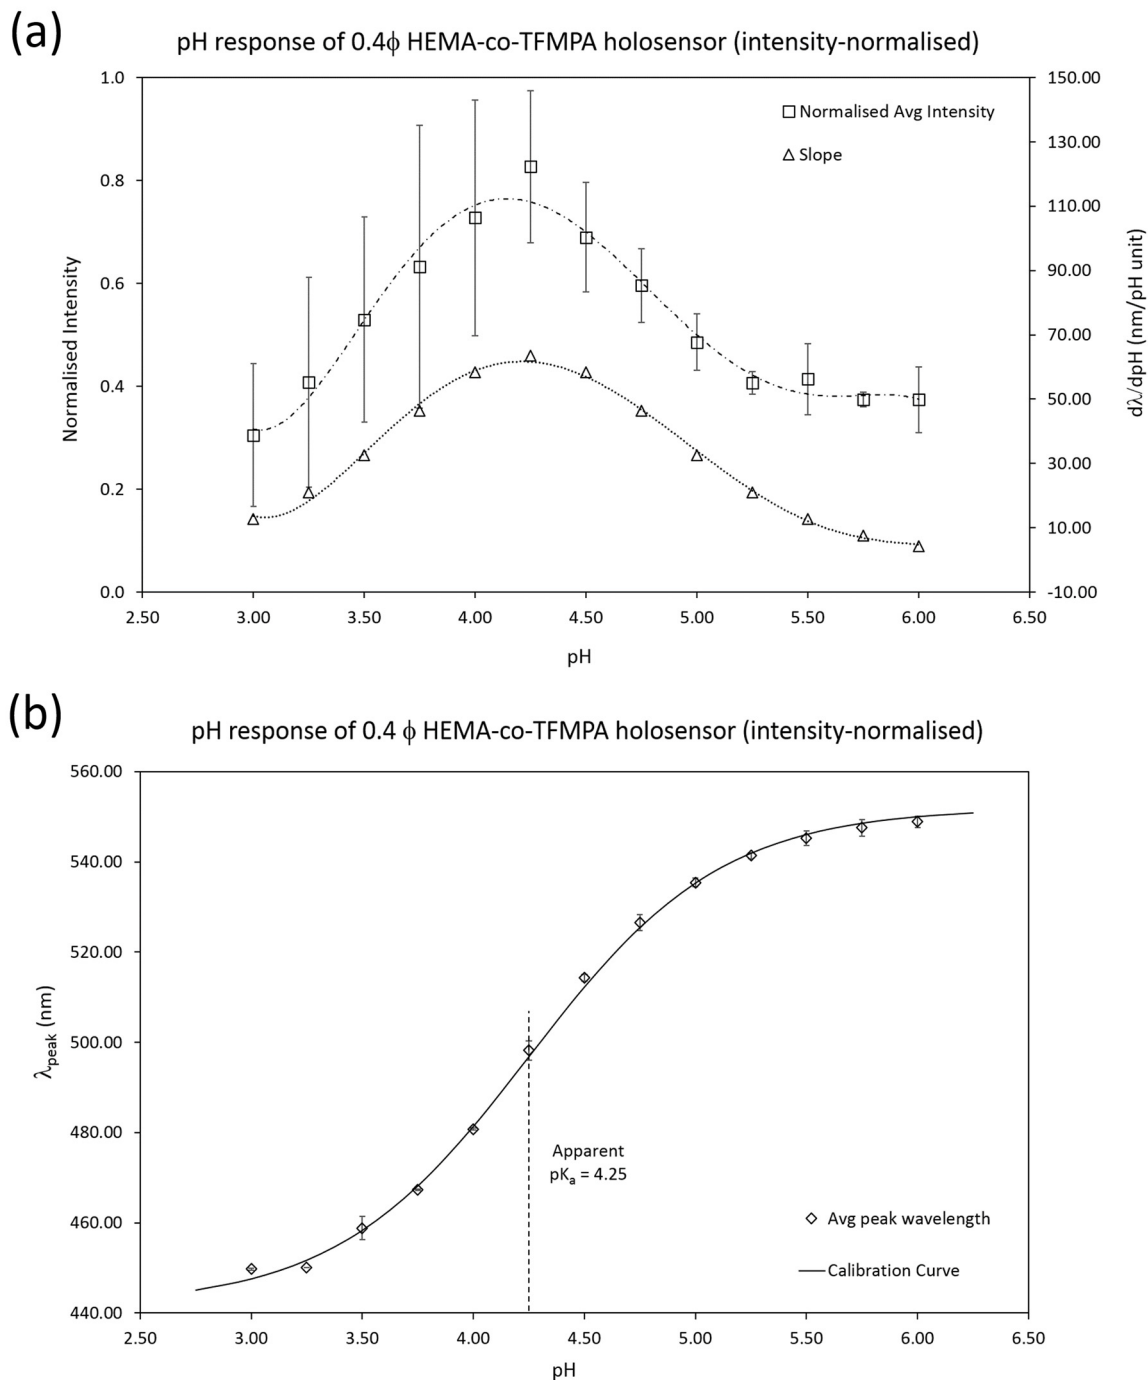 (a)
pH response of 0.4ϕ HEMA-co-TFMPA holosensor (intensity-normalised)
1.0
0.8
0.6
0.4
0.2
0.0
Normalised Intensity
150.00
130.00
110.00
90.00
70.00
50.00
30.00
10.00
-10.00
dλ/dpH (nm/pH unit)
Normalised Avg Intensity
Slope
2.50 3.00 3.50 4.00 4.50 5.00 5.50 6.00 6.50
pH
(b)
pH response of 0.4 ϕ HEMA-co-TFMPA holosensor (intensity-normalised)
560.00
540.00
520.00
500.00
480.00
460.00
440.00
λpeak (nm)
Apparent
pKa = 4.25
Avg peak wavelength
Calibration Curve
2.50 3.00 3.50 4.00 4.50 5.00 5.50 6.00 6.50
pH